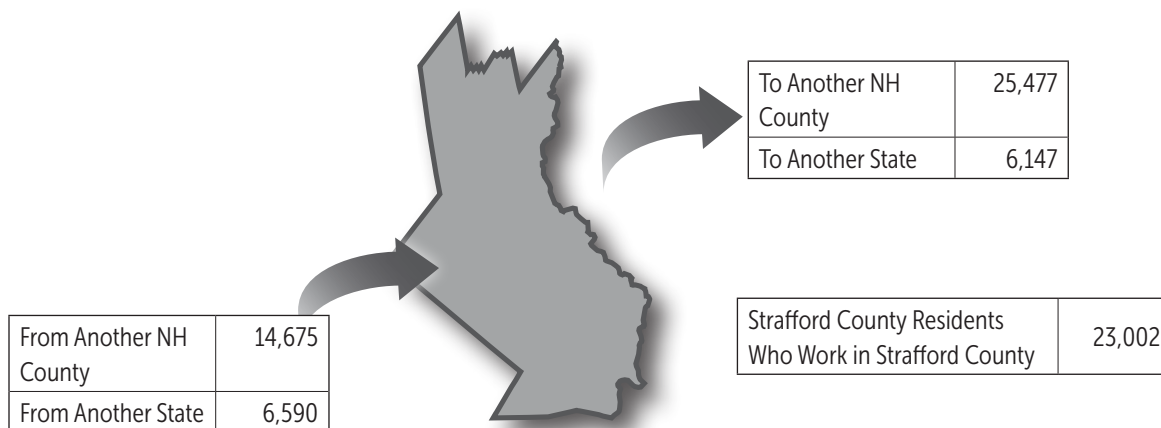 To Another NH
County
25,477
To Another State
6,147
From Another NH
County
14,675
From Another State
6,590
Strafford County Residents
Who Work in Strafford County
23,002